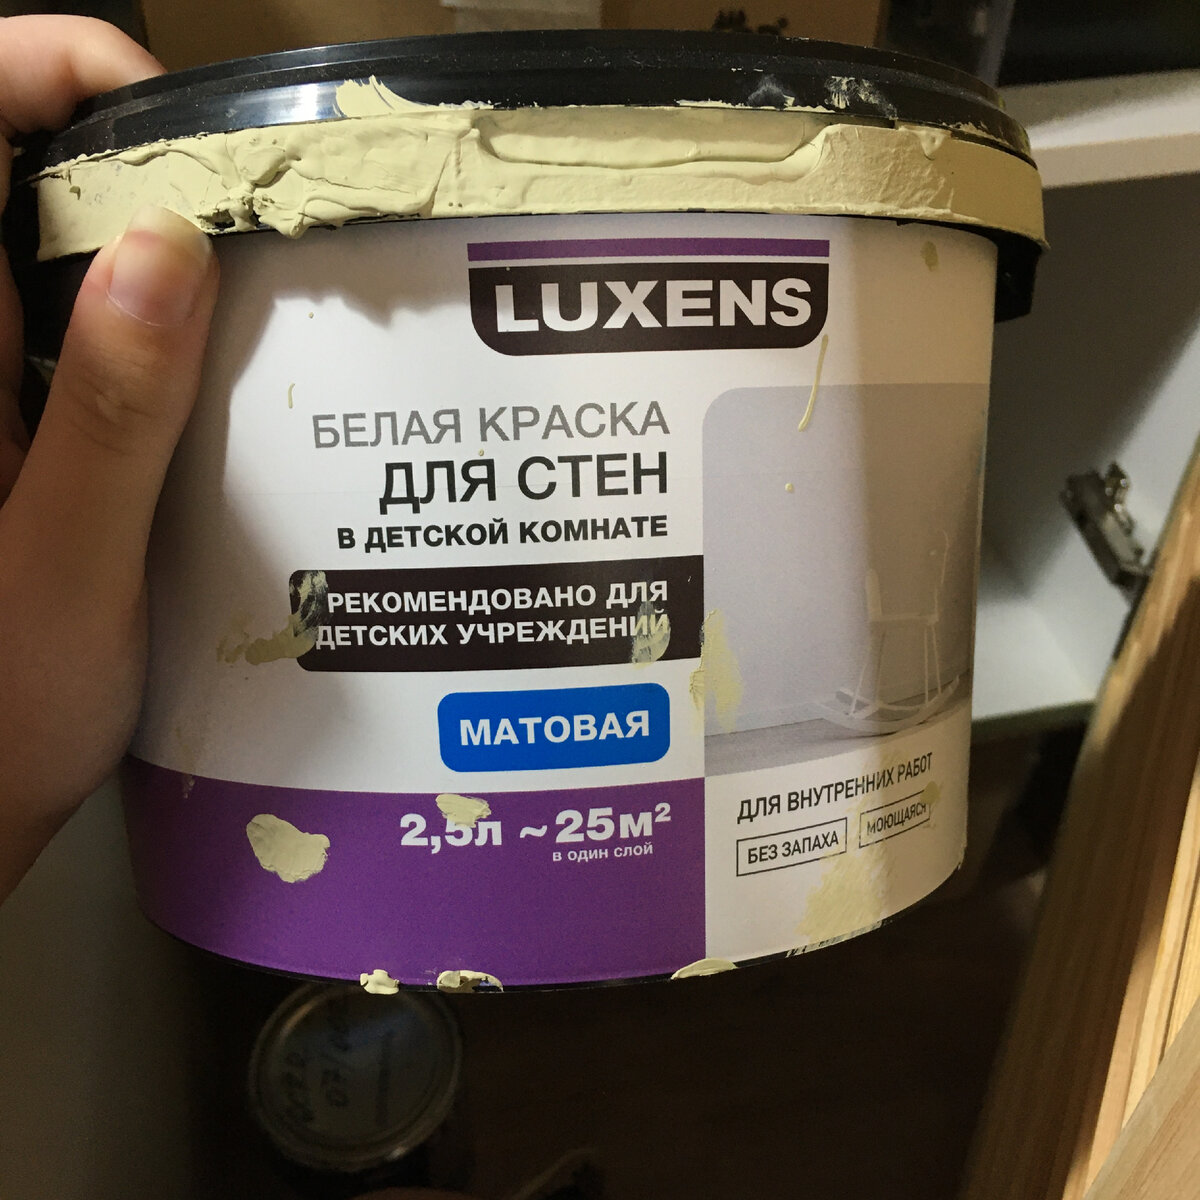 LUXENS
БЕЛАЯ КРАСКА
ДЛЯ СТЕН
В ДЕТСКОЙ КОМНАТЕ
РЕКОМЕНДОВАНО ДЛЯ
ДЕТСКИХ УЧРЕЖДЕНИЙ
МАТОВАЯ
2,5л ~25м²
в один слой
ДЛЯ ВНУТРЕННИХ РАБОТ
БЕЗ ЗАПАХА
МОЮЩАЯСЯ